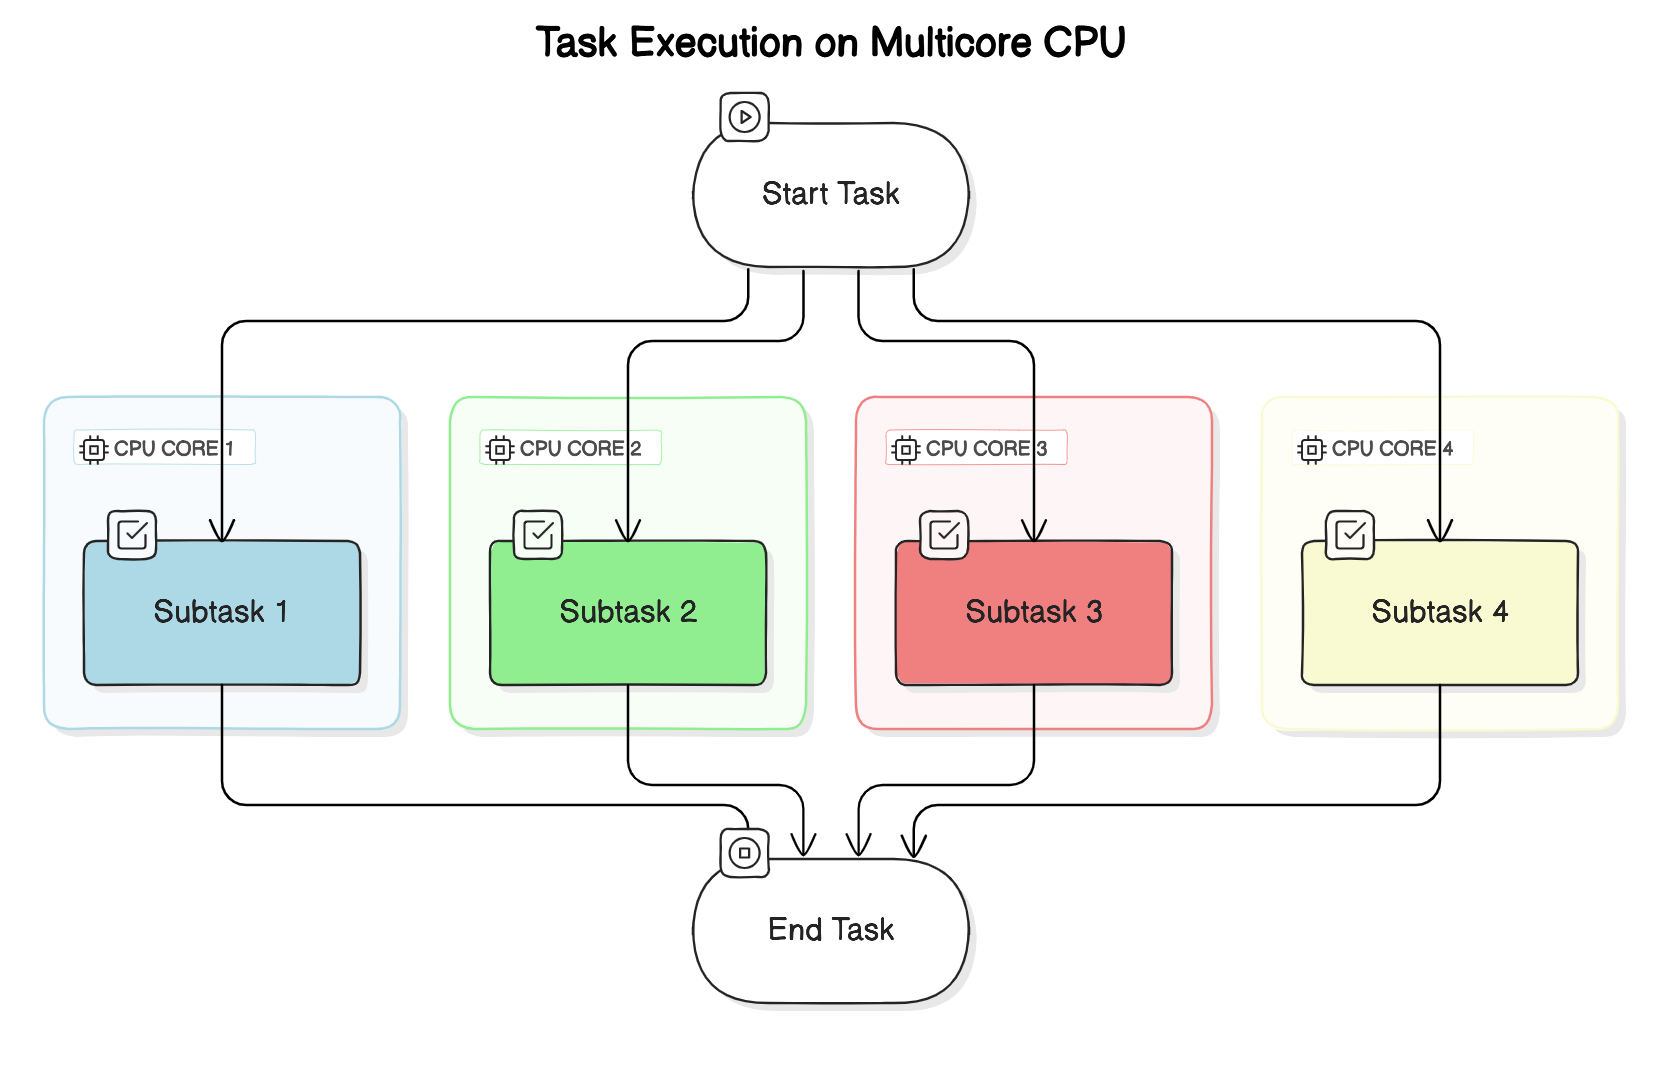 Task Execution on Multicore CPU
Start Task
CPU CORE 1
CPU CORE 2
CPU CORE 3
CPU CORE 4
Subtask 1
Subtask 2
Subtask 3
Subtask 4
End Task